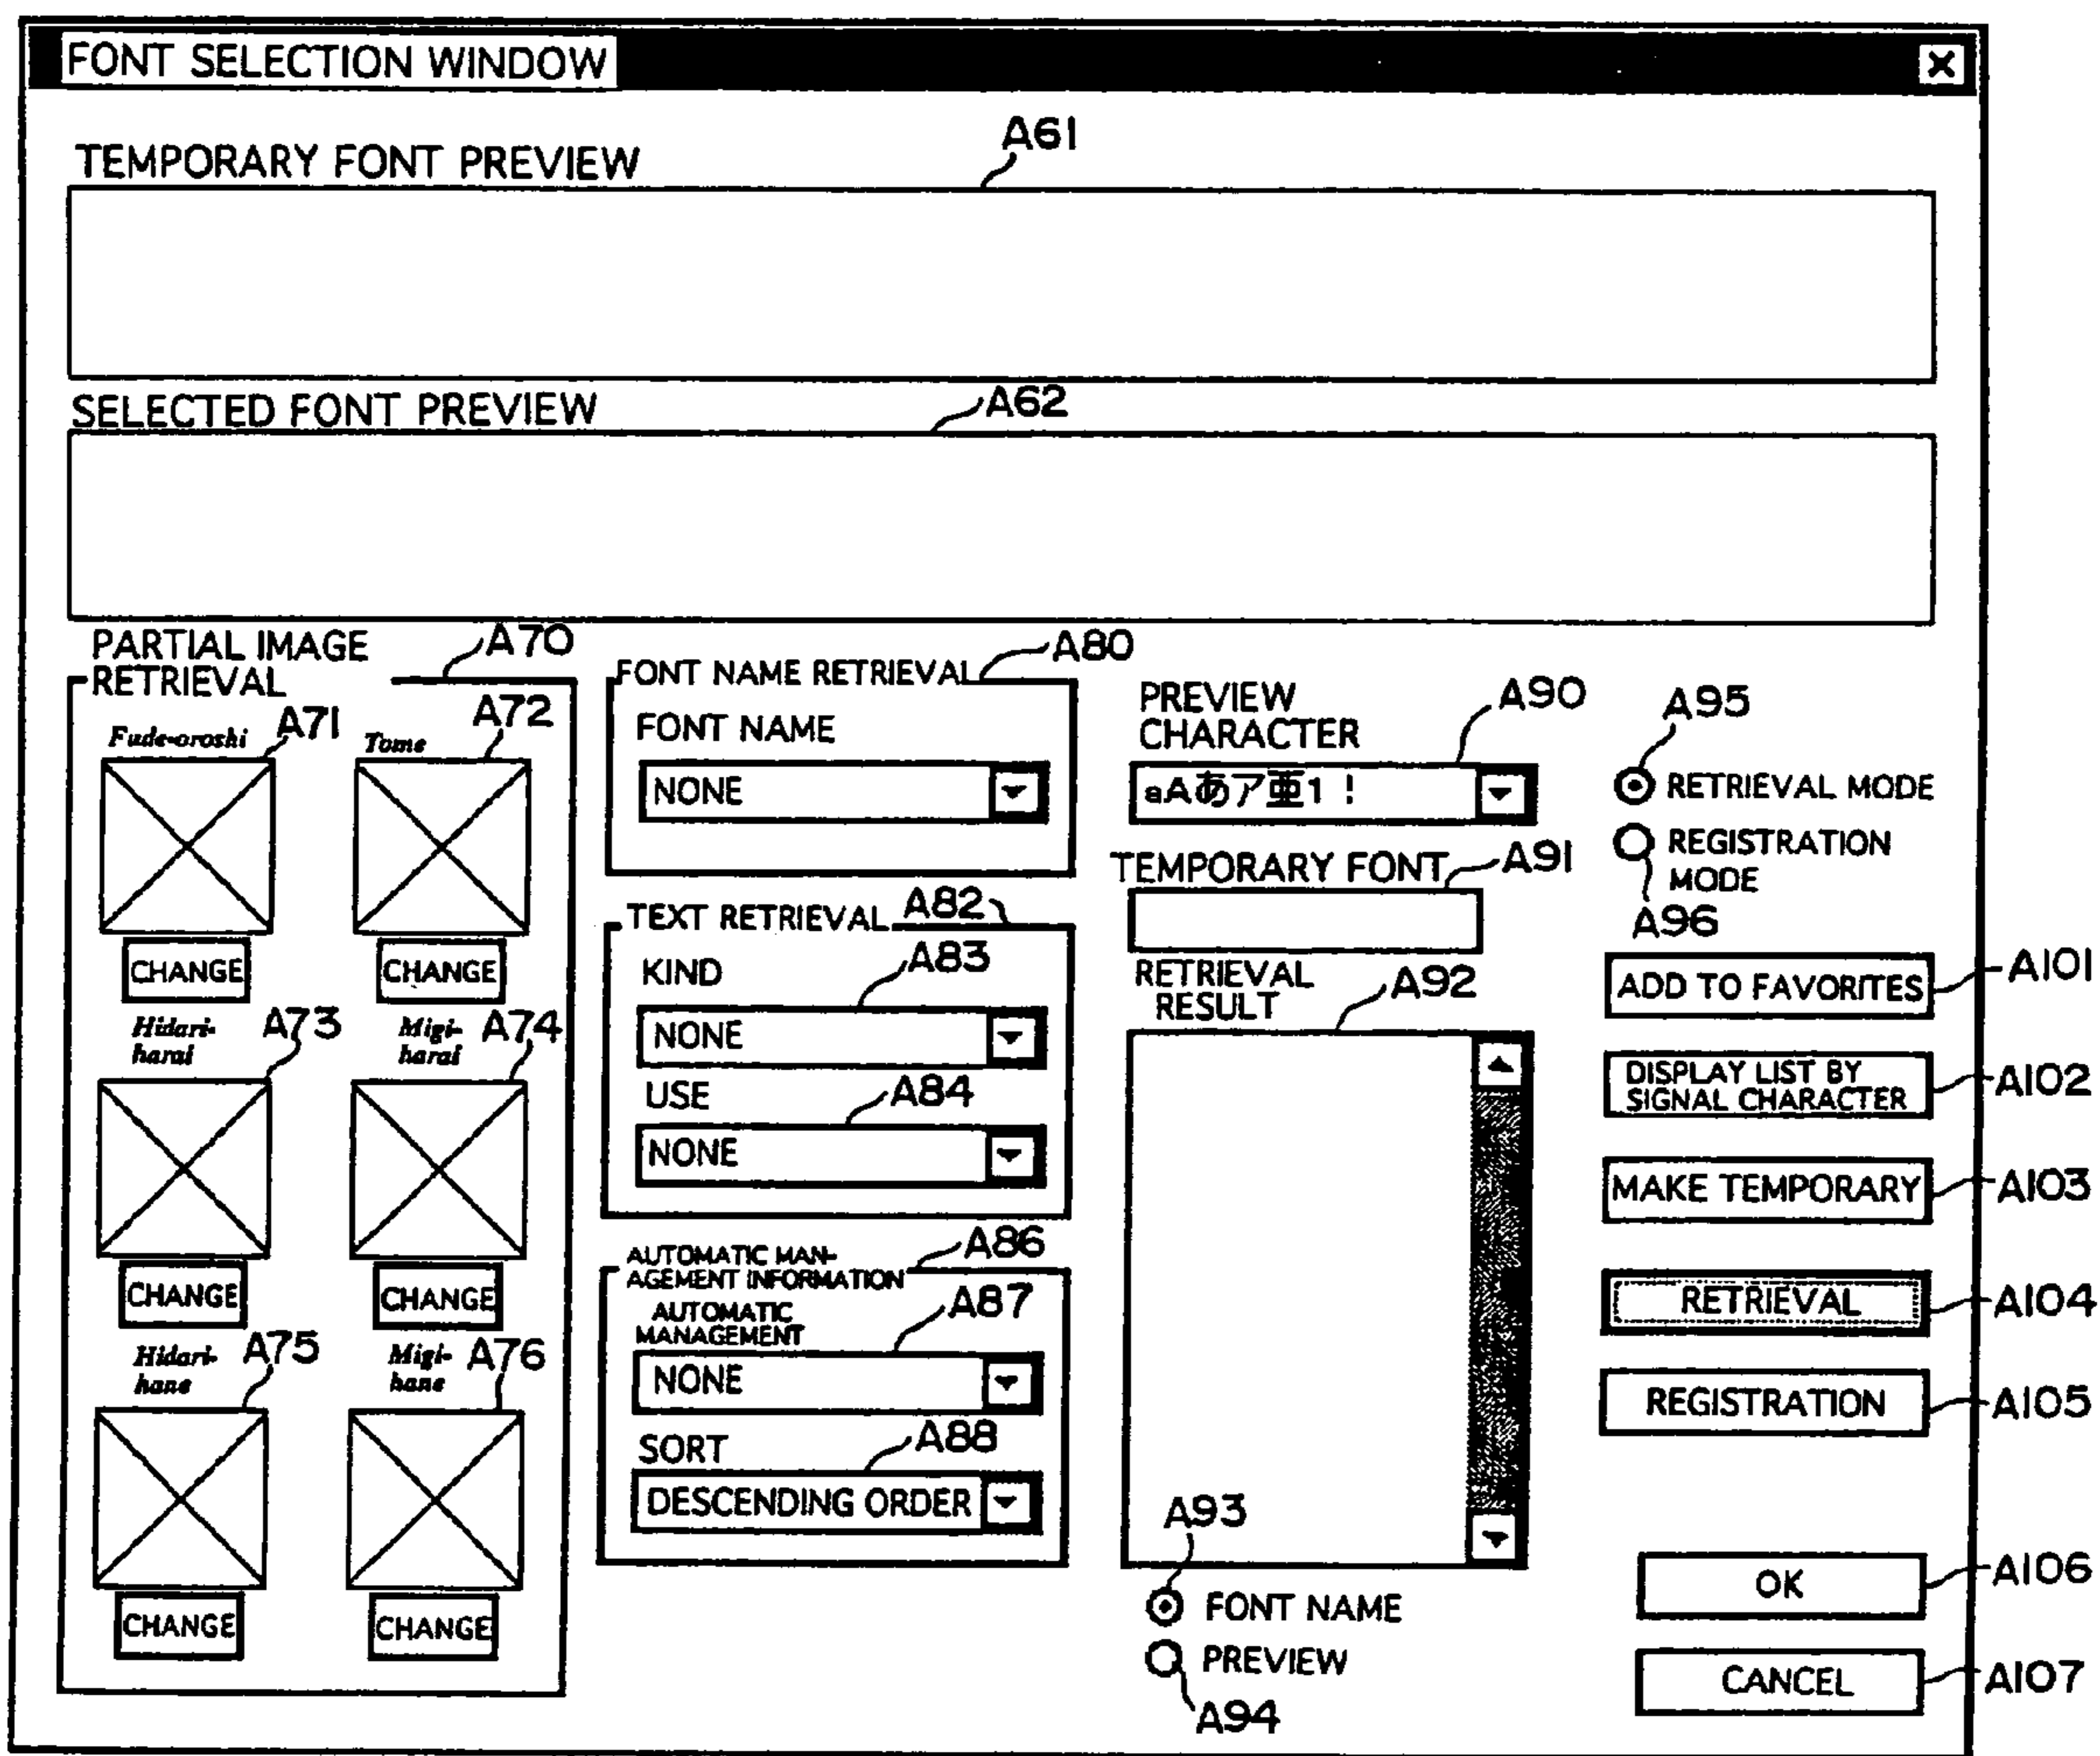 FONT SELECTION WINDOW
A61
TEMPORARY FONT PREVIEW
SELECTED FONT PREVIEW
A62
PARTIAL IMAGE
RETRIEVAL
A70
Fude-oroshi
A71
Tome
A72
CHANGE
CHANGE
Hidari-
harai
A73
Migi-
harai
A74
CHANGE
CHANGE
Hidari-
hane
A75
Migi-
hane
A76
CHANGE
CHANGE
FONT NAME RETRIEVAL
A80
FONT NAME
NONE
TEXT RETRIEVAL
A82
KIND
A83
NONE
USE
A84
NONE
AUTOMATIC MAN-
AGEMENT INFORMATION
A86
AUTOMATIC
MANAGEMENT
A87
NONE
SORT
A88
DESCENDING ORDER
PREVIEW
CHARACTER
A90
aAあア亜1!
TEMPORARY FONT
A91
RETRIEVAL
RESULT
A92
A93
FONT NAME
PREVIEW
A94
A95
RETRIEVAL MODE
REGISTRATION
MODE
A96
ADD TO FAVORITES
A101
DISPLAY LIST BY
SIGNAL CHARACTER
A102
MAKE TEMPORARY
A103
RETRIEVAL
A104
REGISTRATION
A105
OK
A106
CANCEL
A107